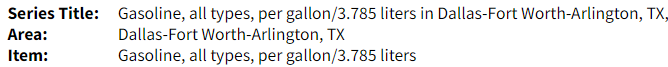 Series Title: Gasoline, all types, per gallon/3.785 liters in Dallas-Fort Worth-Arlington, TX,
Area: Dallas-Fort Worth-Arlington, TX
Item: Gasoline, all types, per gallon/3.785 liters